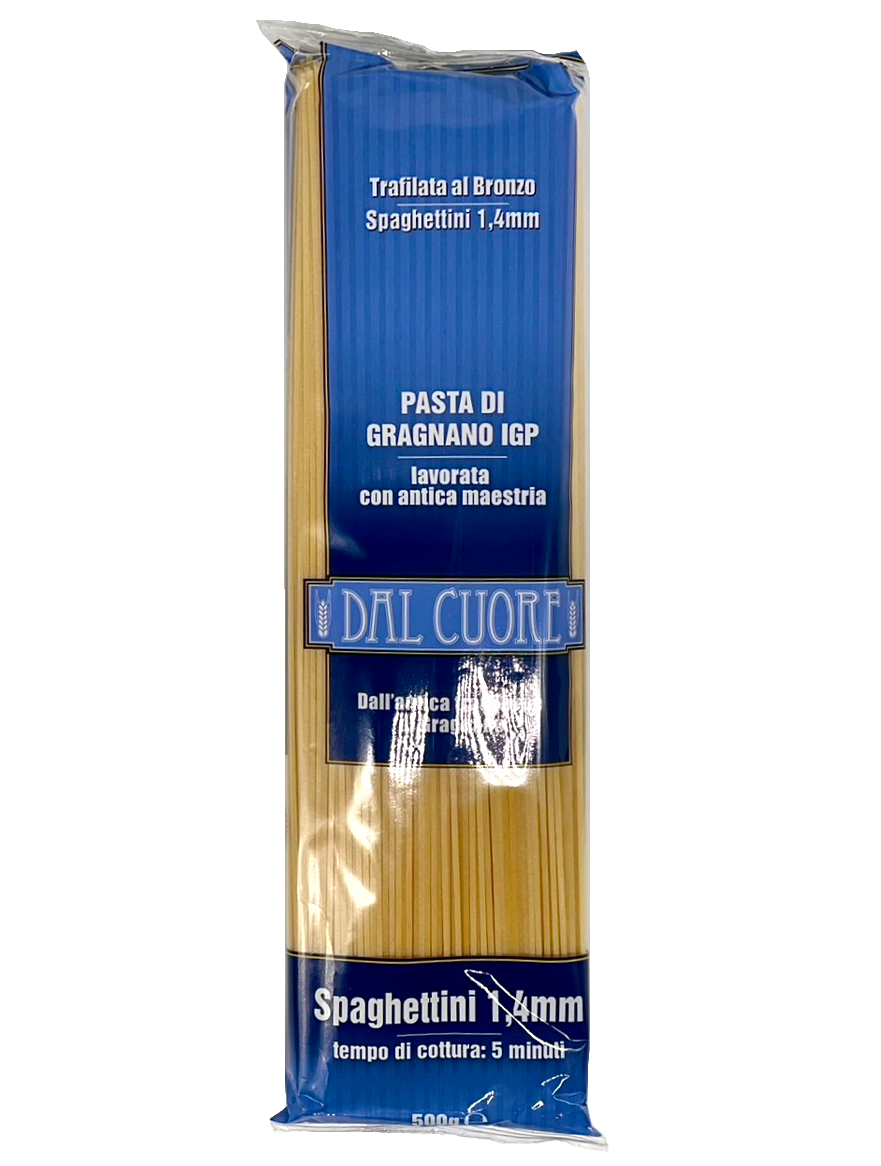 Trafilata al Bronzo
Spaghettini 1,4mm
PASTA DI
GRAGNANO IGP
lavorata
con antica maestria
DAL CUORE
Dall'antica
Spaghettini 1,4mm
tempo di cottura: 5 minuti
500g ℮